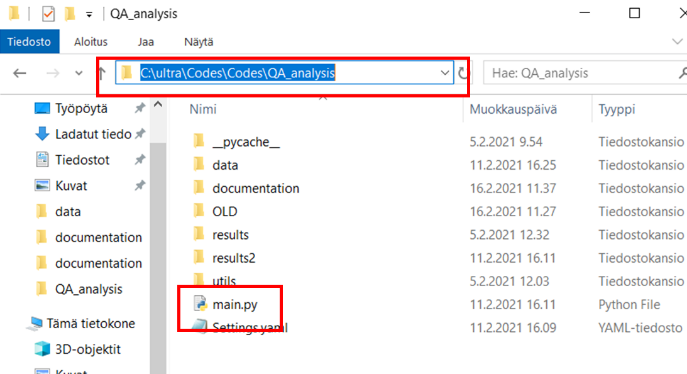 QA_analysis
Tiedosto Aloitus Jaa Näytä
C:\ultra\Codes\Codes\QA_analysis Hae: QA_analysis
Työpöytä
Ladatut tiedo
Tiedostot
Kuvat
data
documentation
documentation
QA_analysis
Tämä tietokone
3D-objektit
Nimi Muokkauspäivä Tyyppi
__pycache__ 5.2.2021 9.54 Tiedostokansio
data 11.2.2021 16.25 Tiedostokansio
documentation 16.2.2021 11.37 Tiedostokansio
OLD 16.2.2021 11.27 Tiedostokansio
results 5.2.2021 12.32 Tiedostokansio
results2 11.2.2021 16.11 Tiedostokansio
utils 5.2.2021 12.03 Tiedostokansio
main.py 11.2.2021 16.11 Python File
Settings.yaml 11.2.2021 16.09 YAML-tiedosto